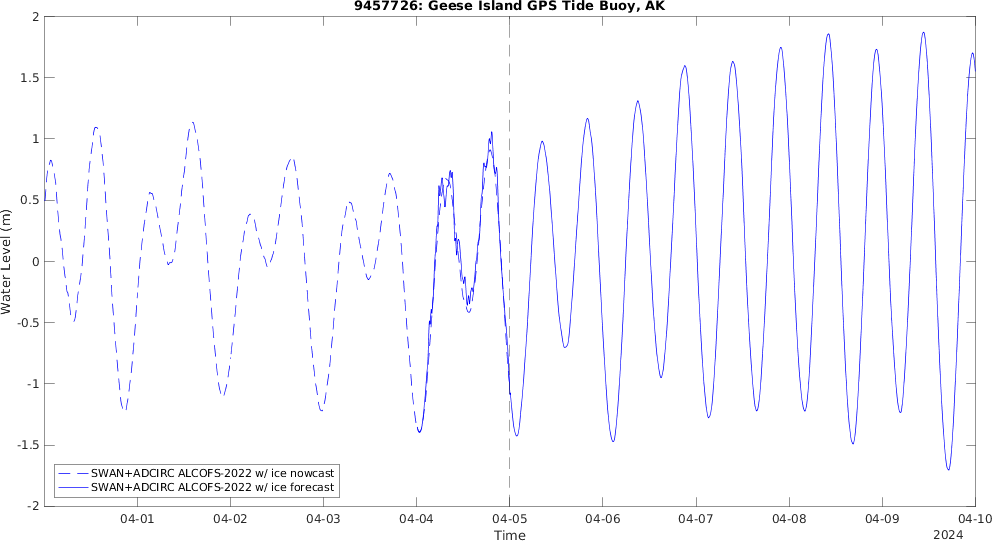 9457726: Geese Island GPS Tide Buoy, AK
2
1.5
1
0.5
0
-0.5
-1
-1.5
-2
Water Level (m)
SWAN+ADCIRC ALCOFS-2022 w/ ice nowcast
SWAN+ADCIRC ALCOFS-2022 w/ ice forecast
04-01 04-02 04-03 04-04 04-05 04-06 04-07 04-08 04-09 04-10
Time
2024